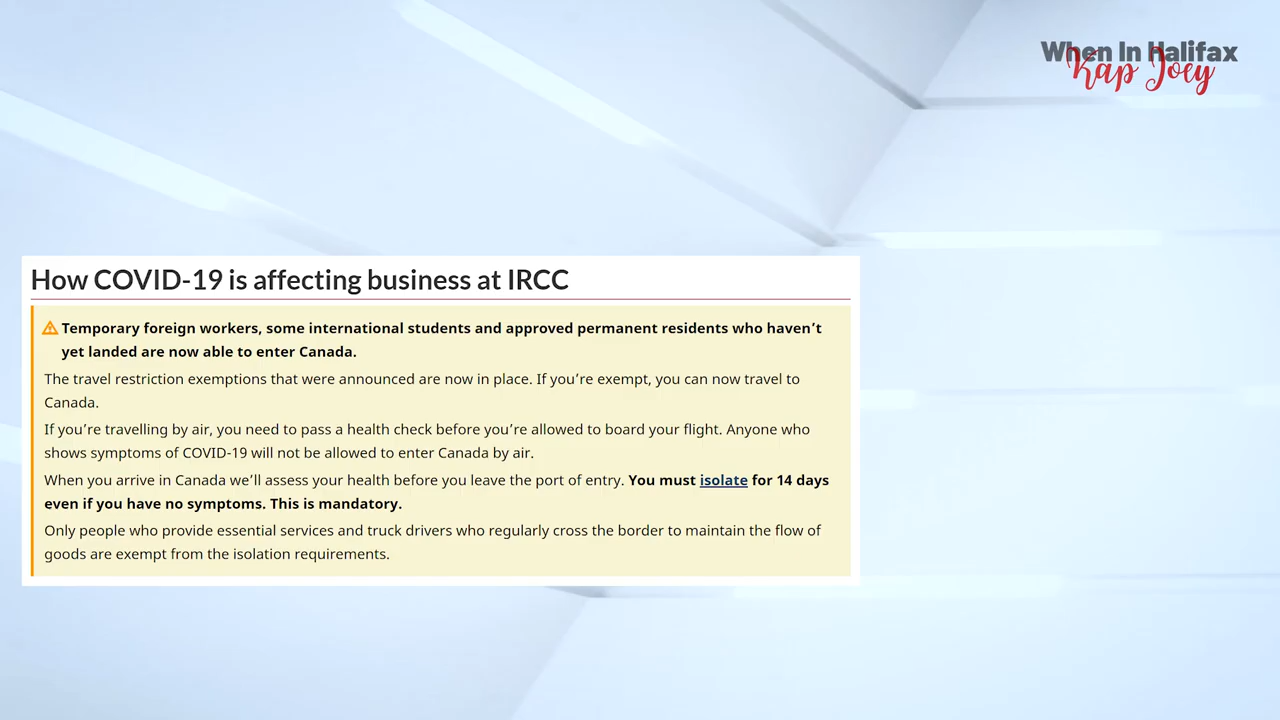 When In Halifax
Kap Joey
How COVID-19 is affecting business at IRCC
Temporary foreign workers, some international students and approved permanent residents who haven't
yet landed are now able to enter Canada.
The travel restriction exemptions that were announced are now in place. If you're exempt, you can now travel to
Canada.
If you're travelling by air, you need to pass a health check before you're allowed to board your flight. Anyone who
shows symptoms of COVID-19 will not be allowed to enter Canada by air.
When you arrive in Canada we'll assess your health before you leave the port of entry. You must isolate for 14 days
even if you have no symptoms. This is mandatory.
Only people who provide essential services and truck drivers who regularly cross the border to maintain the flow of
goods are exempt from the isolation requirements.